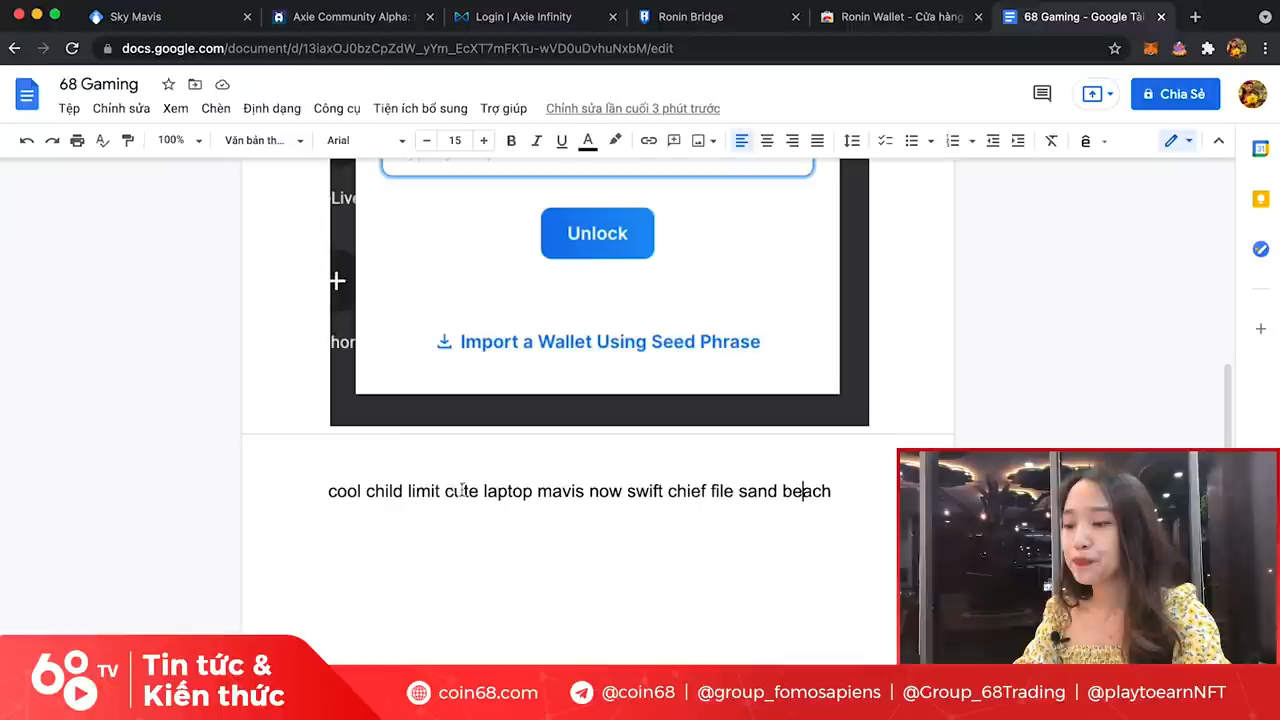 Sky Mavis
Axie Community Alpha:
Login | Axie Infinity
Ronin Bridge
Ronin Wallet - Cửa hàng
68 Gaming - Google Tài
docs.google.com/document/d/13iaxOJ0bzCpZdW_yYm_EcXT7mFKTu-wVD0uDvhuNxbM/edit
68 Gaming
Tệp Chỉnh sửa Xem Chèn Định dạng Công cụ Tiện ích bổ sung Trợ giúp Chỉnh sửa lần cuối 3 phút trước
Chia Sẻ
100% Văn bản th... Arial 15 B I U A
31
Live
Unlock
hor
Import a Wallet Using Seed Phrase
cool child limit cute laptop mavis now swift chief file sand beach
68 TV
Tin tức &
Kiến thức
coin68.com | @coin68 | @group_fomosapiens | @Group_68Trading | @playtoearnNFT